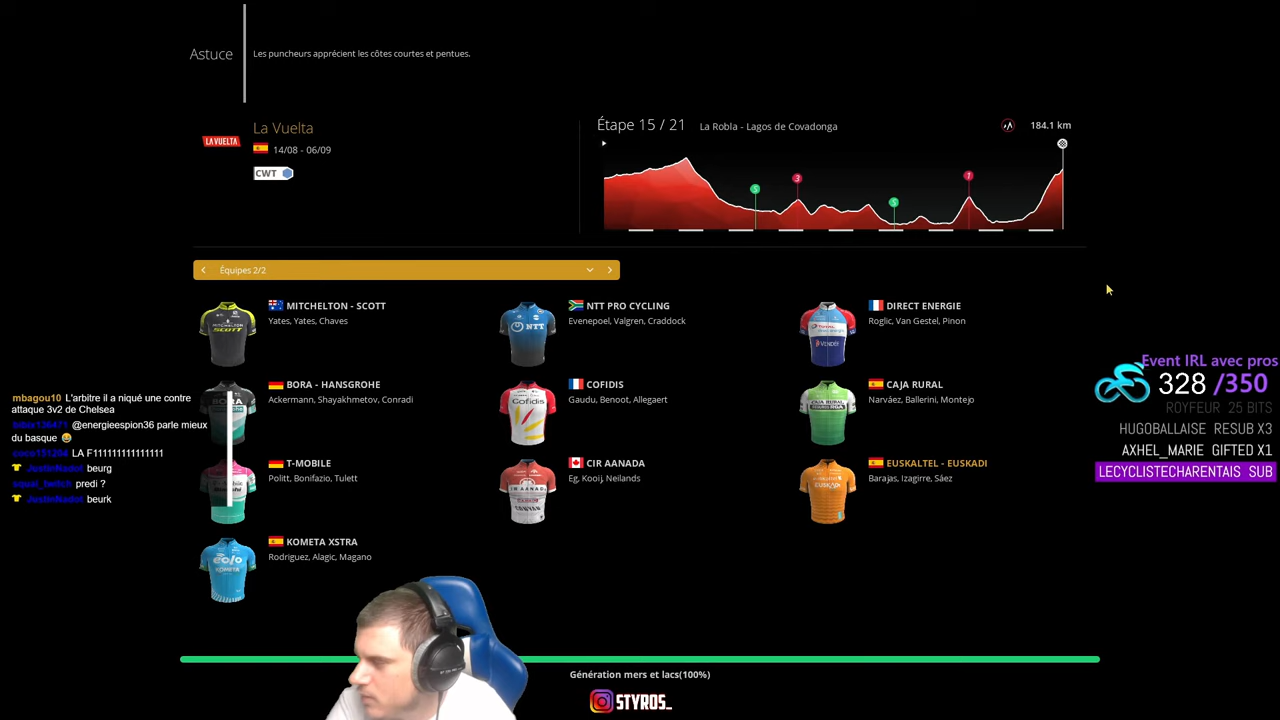 Astuce
Les puncheurs apprécient les côtes courtes et pentues.
LA VUELTA
La Vuelta
14/08 - 06/09
CWT
Étape 15 / 21 La Robla - Lagos de Covadonga 184.1 km
S 3 S 1
Équipes 2/2
MITCHELTON - SCOTT
Yates, Yates, Chaves
NTT PRO CYCLING
Evenepoel, Valgren, Craddock
DIRECT ENERGIE
Roglic, Van Gestel, Pinon
BORA - HANSGROHE
Ackermann, Shayakhmetov, Conradi
COFIDIS
Gaudu, Benoot, Allegaert
CAJA RURAL
Narváez, Ballerini, Montejo
T-MOBILE
Politt, Bonifazio, Tulett
CIR AANADA
Eg, Kooij, Neilands
EUSKALTEL - EUSKADI
Barajas, Izagirre, Sáez
KOMETA XSTRA
Rodriguez, Alagic, Magano
mbagou10 L'arbitre il a niqué une contre
attaque 3v2 de Chelsea
@energieespion36 parle mieux
du basque
LA F1111111111111
JustinNadol beurg
squal_twitch predi ?
JustinNadol beurk
Event IRL avec pros
328 /350
ROYFEUR 25 BITS
HUGOBALLAISE RESUB X3
AXHEL_MARIE GIFTED X1
LECYCLISTECHARENTAIS SUB
Génération mers et lacs(100%)
STYROS_